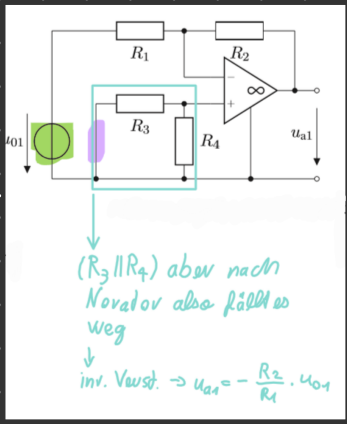 R₁
R₂
∞
−
+
R₃
R₄
u₀₁
uₐ₁
(R₃||R₄) aber nach
Norator also fällt es
weg
inv. Verst. → uₐ₁ = - R₂/R₁ · u₀₁